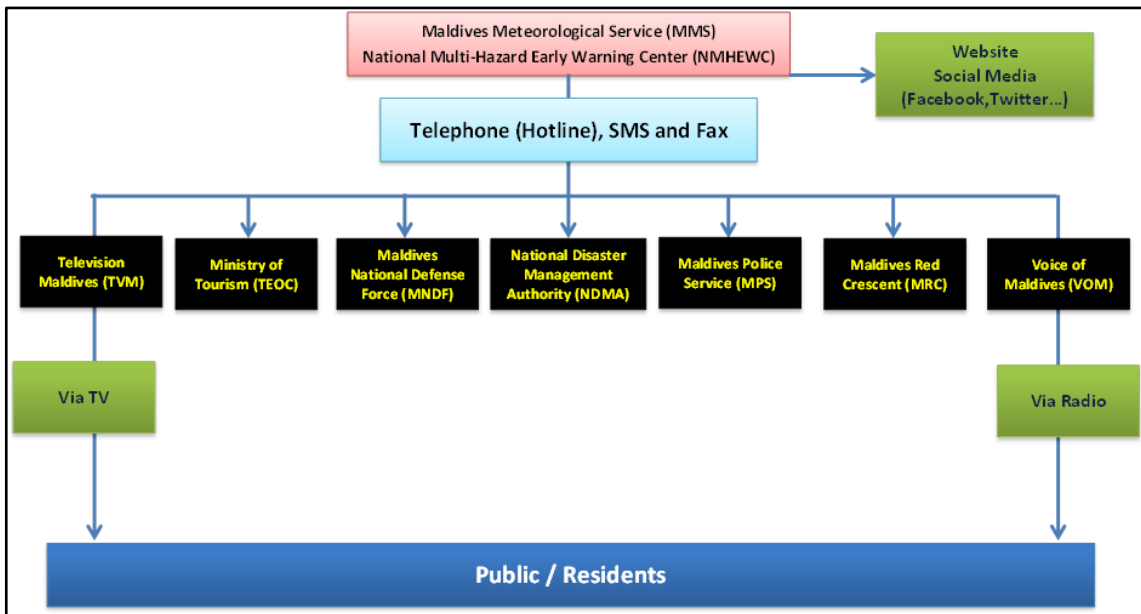 Maldives Meteorological Service (MMS)
National Multi-Hazard Early Warning Center (NMHEWC)
Website
Social Media
(Facebook,Twitter...)
Telephone (Hotline), SMS and Fax
Television
Maldives (TVM)
Ministry of
Tourism (TEOC)
Maldives
National Defense
Force (MNDF)
National Disaster
Management
Authority (NDMA)
Maldives Police
Service (MPS)
Maldives Red
Crescent (MRC)
Voice of
Maldives (VOM)
Via TV
Via Radio
Public / Residents